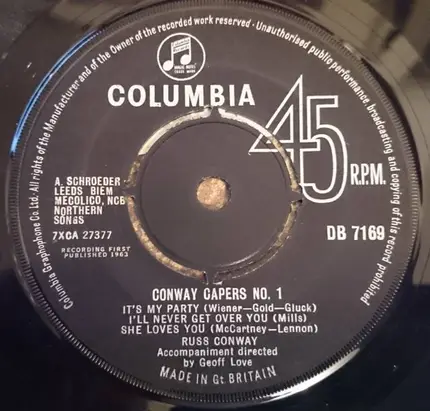 Columbia Graphophone Co. Ltd. All rights of the Manufacturer and of the Owner of the recorded work reserved · Unauthorised public performance broadcasting and copying of this record prohibited
COLUMBIA
45
R.P.M.
A. SCHROEDER
LEEDS BIEM
MECOLICO, NCB
NORTHERN
SONGS
7XCA 27377
DB 7169
RECORDING FIRST
PUBLISHED 1963
CONWAY CAPERS NO. 1
IT'S MY PARTY (Wiener—Gold—Gluck)
I'LL NEVER GET OVER YOU (Mills)
SHE LOVES YOU (McCartney—Lennon)
RUSS CONWAY
Accompaniment directed
by
Geoff Love
MADE IN Gt. BRITAIN